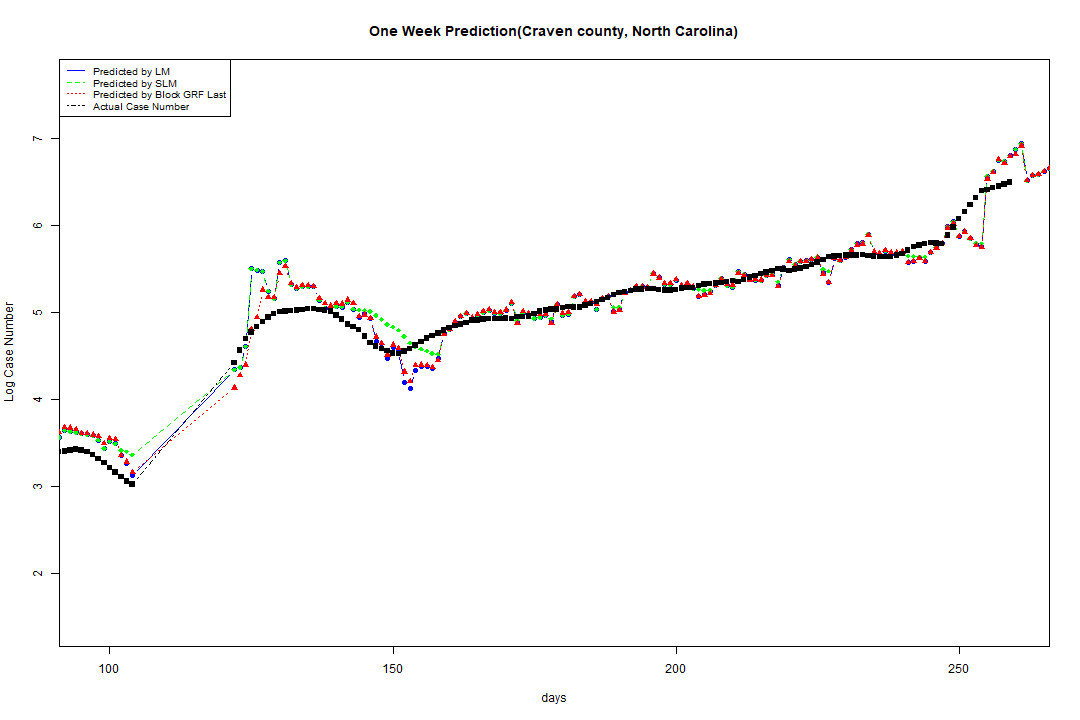 One Week Prediction(Craven county, North Carolina)
Predicted by LM
Predicted by SLM
Predicted by Block GRF Last
Actual Case Number
7
6
5
4
3
2
Log Case Number
100 150 200 250
days